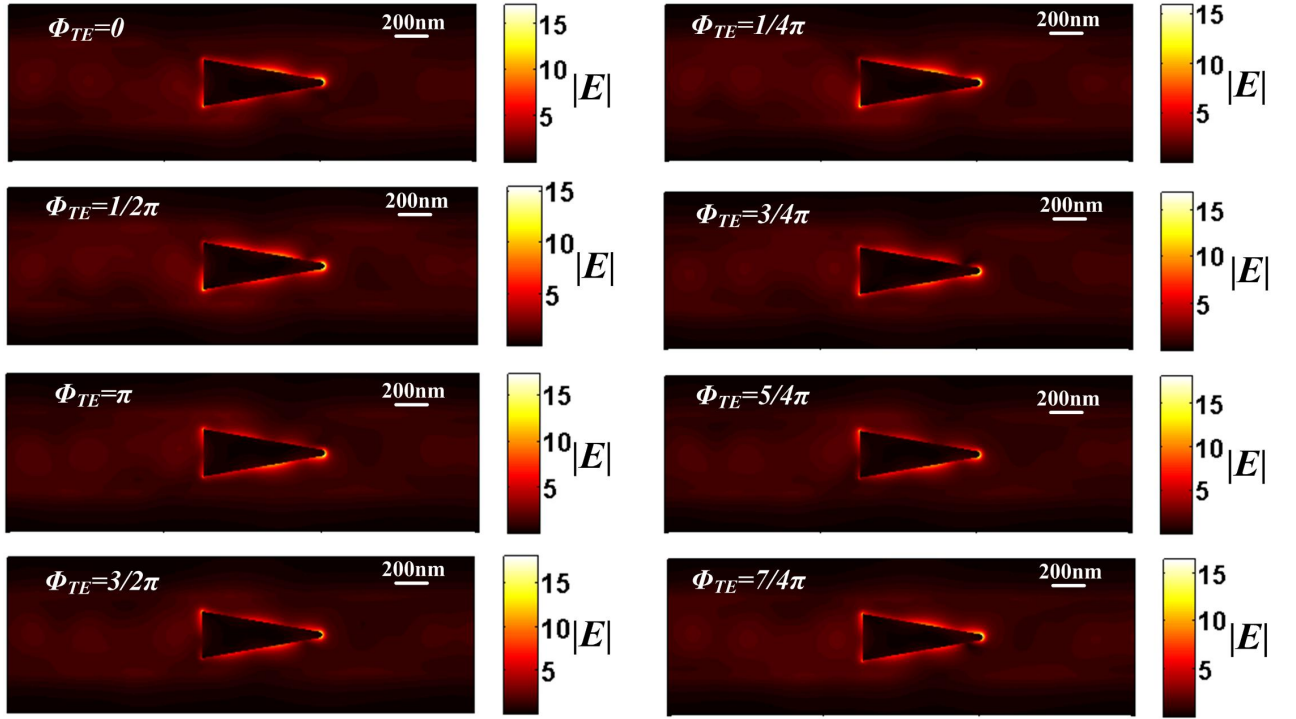 Φ_TE=0 200nm 15 10 5 |E|
Φ_TE=1/4π 200nm 15 10 5 |E|
Φ_TE=1/2π 200nm 15 10 5 |E|
Φ_TE=3/4π 200nm 15 10 5 |E|
Φ_TE=π 200nm 15 10 5 |E|
Φ_TE=5/4π 200nm 15 10 5 |E|
Φ_TE=3/2π 200nm 15 10 5 |E|
Φ_TE=7/4π 200nm 15 10 5 |E|